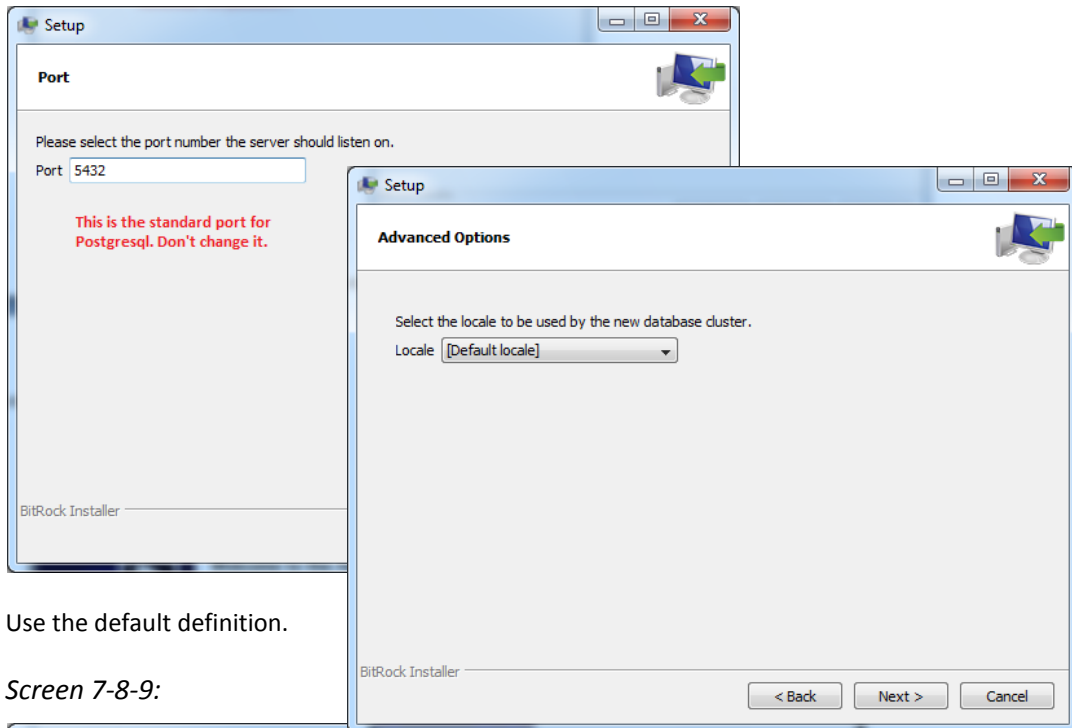 Setup
Port
Please select the port number the server should listen on.
Port 5432
This is the standard port for
Postgresql. Don't change it.
BitRock Installer
Setup
Advanced Options
Select the locale to be used by the new database cluster.
Locale [Default locale]
BitRock Installer
< Back Next > Cancel
Use the default definition.
Screen 7-8-9: